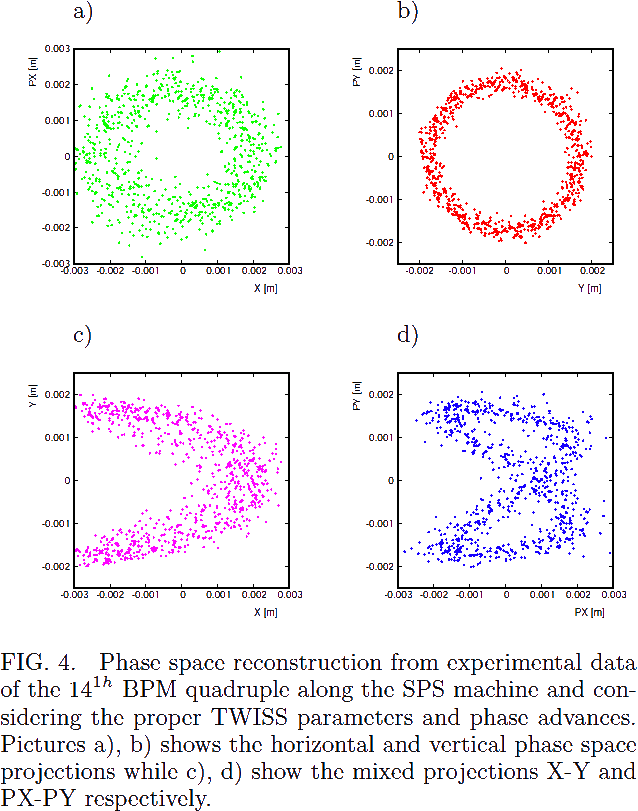 a)
b)
0.003
0.002
0.001
0
-0.001
-0.002
-0.003
PX [m]
-0.003 -0.002 -0.001 0 0.001 0.002 0.003
X [m]
0.002
0.001
0
-0.001
-0.002
PY [m]
-0.002 -0.001 0 0.001 0.002
Y [m]
c)
d)
0.002
0.001
0
-0.001
-0.002
Y [m]
-0.003 -0.002 -0.001 0 0.001 0.002 0.003
X [m]
0.002
0.001
0
-0.001
-0.002
PY [m]
-0.003 -0.002 -0.001 0 0.001 0.002 0.003
PX [m]
FIG. 4. Phase space reconstruction from experimental data
of the 14^1h BPM quadruple along the SPS machine and con-
sidering the proper TWISS parameters and phase advances.
Pictures a), b) shows the horizontal and vertical phase space
projections while c), d) show the mixed projections X-Y and
PX-PY respectively.